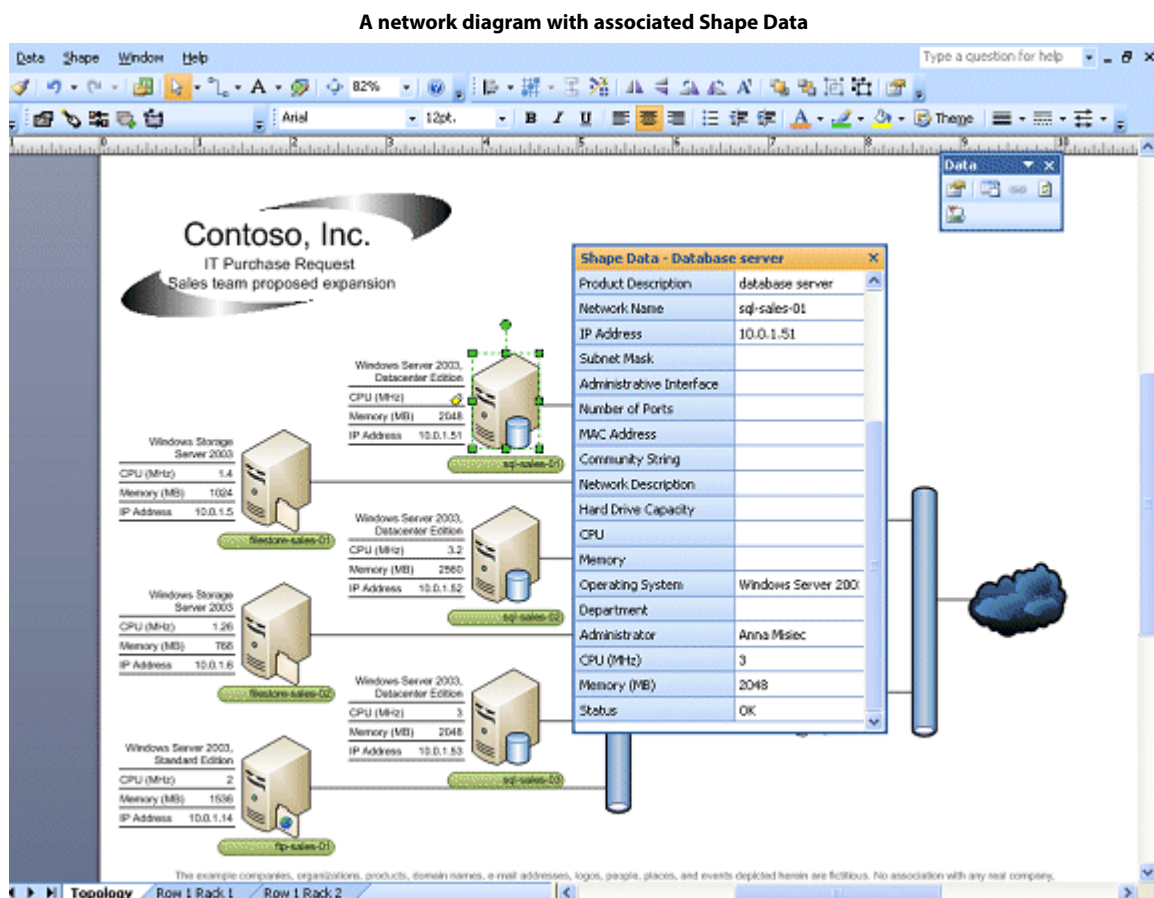 A network diagram with associated Shape Data
Data Shape Window Help
Type a question for help
82%
Arial
12pt.
Theme
0 1 2 3 4 5 6 7 8 9 10
Data
Contoso, Inc.
IT Purchase Request
Sales team proposed expansion
Shape Data - Database server
Product Description database server
Network Name sql-sales-01
IP Address 10.0.1.51
Subnet Mask
Administrative Interface
Number of Ports
MAC Address
Community String
Network Description
Hard Drive Capacity
CPU
Memory
Operating System Windows Server 200
Department
Administrator Anna Misiec
CPU (MHz) 3
Memory (MB) 2048
Status OK
Windows Server 2003,
Datacenter Edition
CPU (MHz)
Memory (MB) 2048
IP Address 10.0.1.51
sql-sales-01
Windows Storage
Server 2003
CPU (MHz) 1.4
Memory (MB) 1024
IP Address 10.0.1.5
filestore-sales-01
Windows Server 2003,
Datacenter Edition
CPU (MHz) 3.2
Memory (MB) 2560
IP Address 10.0.1.52
sql-sales-02
Windows Storage
Server 2003
CPU (MHz) 1.26
Memory (MB) 768
IP Address 10.0.1.6
filestore-sales-02
Windows Server 2003,
Datacenter Edition
CPU (MHz) 3
Memory (MB) 2048
IP Address 10.0.1.53
sql-sales-03
Windows Server 2003,
Standard Edition
CPU (MHz) 2
Memory (MB) 1536
IP Address 10.0.1.14
ftp-sales-01
The example companies, organizations, products, domain names, e-mail addresses, logos, people, places, and events depicted herein are fictitious. No association with any real company,
Topology Row 1 Rack 1 Row 1 Rack 2